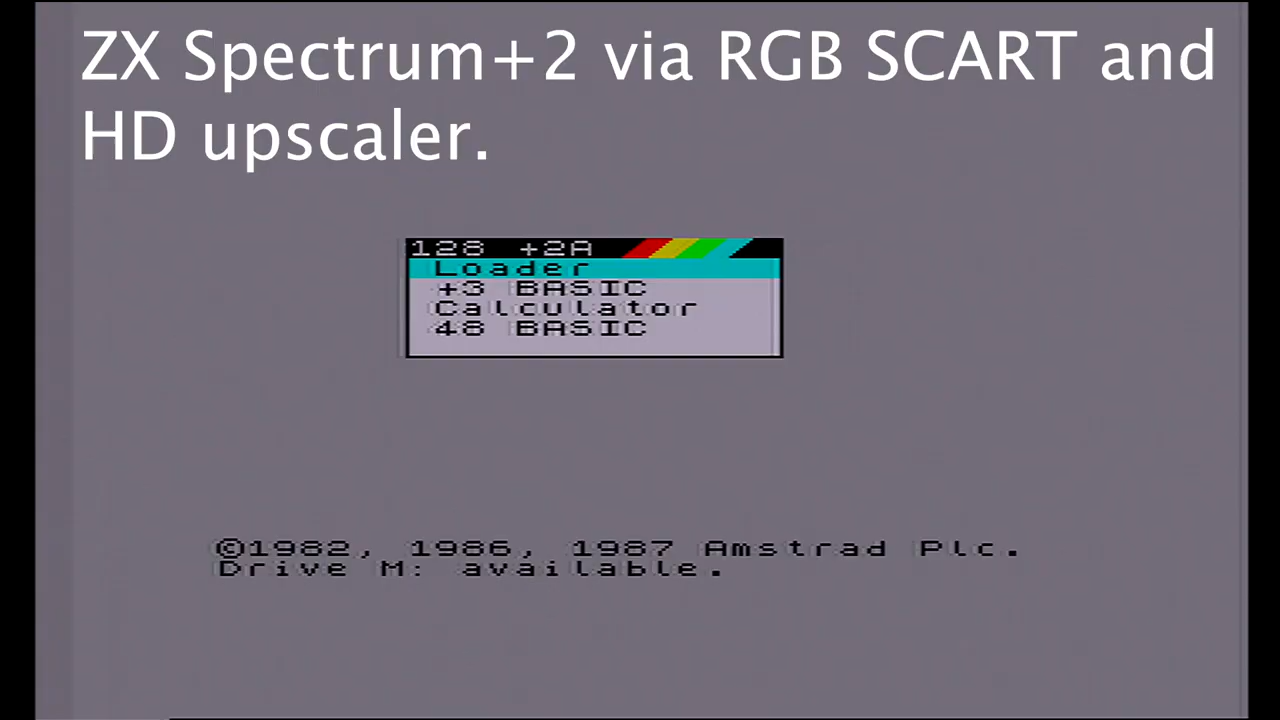 ZX Spectrum+2 via RGB SCART and
HD upscaler.
128 +2A
Loader
+3 BASIC
Calculator
48 BASIC
©1982, 1986, 1987 Amstrad Plc.
Drive M: available.